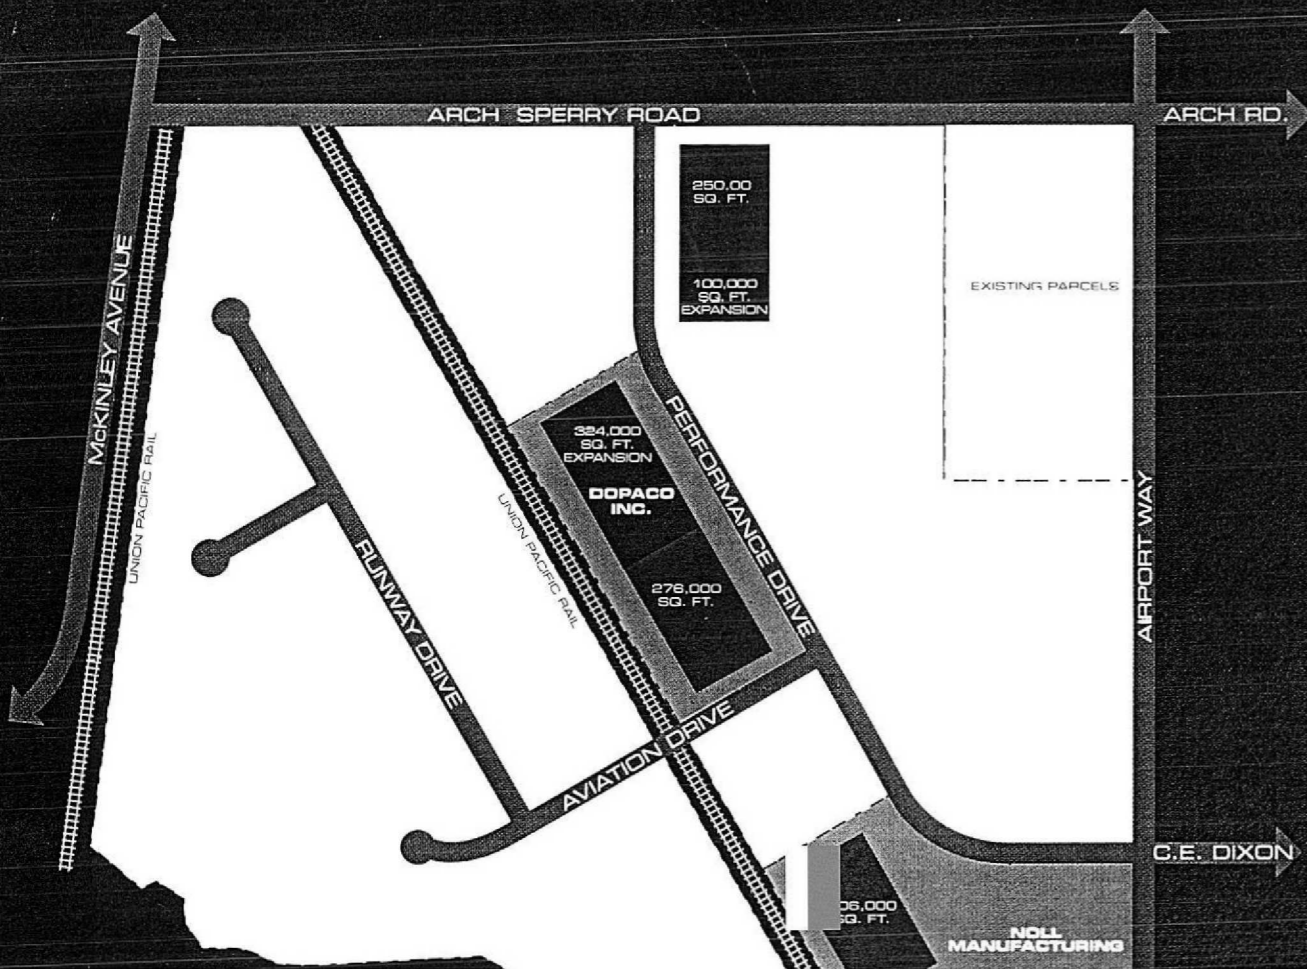 ARCH SPERRY ROAD
ARCH RD.
250.00
SQ. FT.
100,000
SQ. FT.
EXPANSION
EXISTING PARCELS
McKINLEY AVENUE
UNION PACIFIC RAIL
324,000
SQ. FT.
EXPANSION
DOPACO
INC.
276,000
SQ. FT.
PERFORMANCE DRIVE
UNION PACIFIC RAIL
RUNWAY DRIVE
AIRPORT WAY
AVIATION DRIVE
C.E. DIXON
06,000
SQ. FT.
NOLL
MANUFACTURING